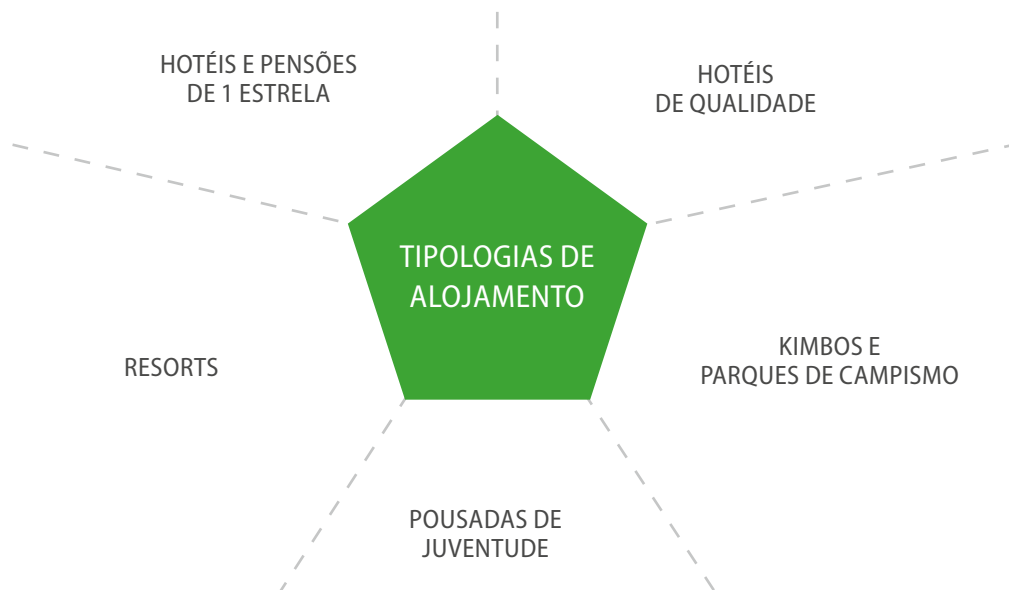 HOTÉIS E PENSÕES
DE 1 ESTRELA
HOTÉIS
DE QUALIDADE
TIPOLOGIAS DE
ALOJAMENTO
RESORTS
KIMBOS E
PARQUES DE CAMPISMO
POUSADAS DE
JUVENTUDE